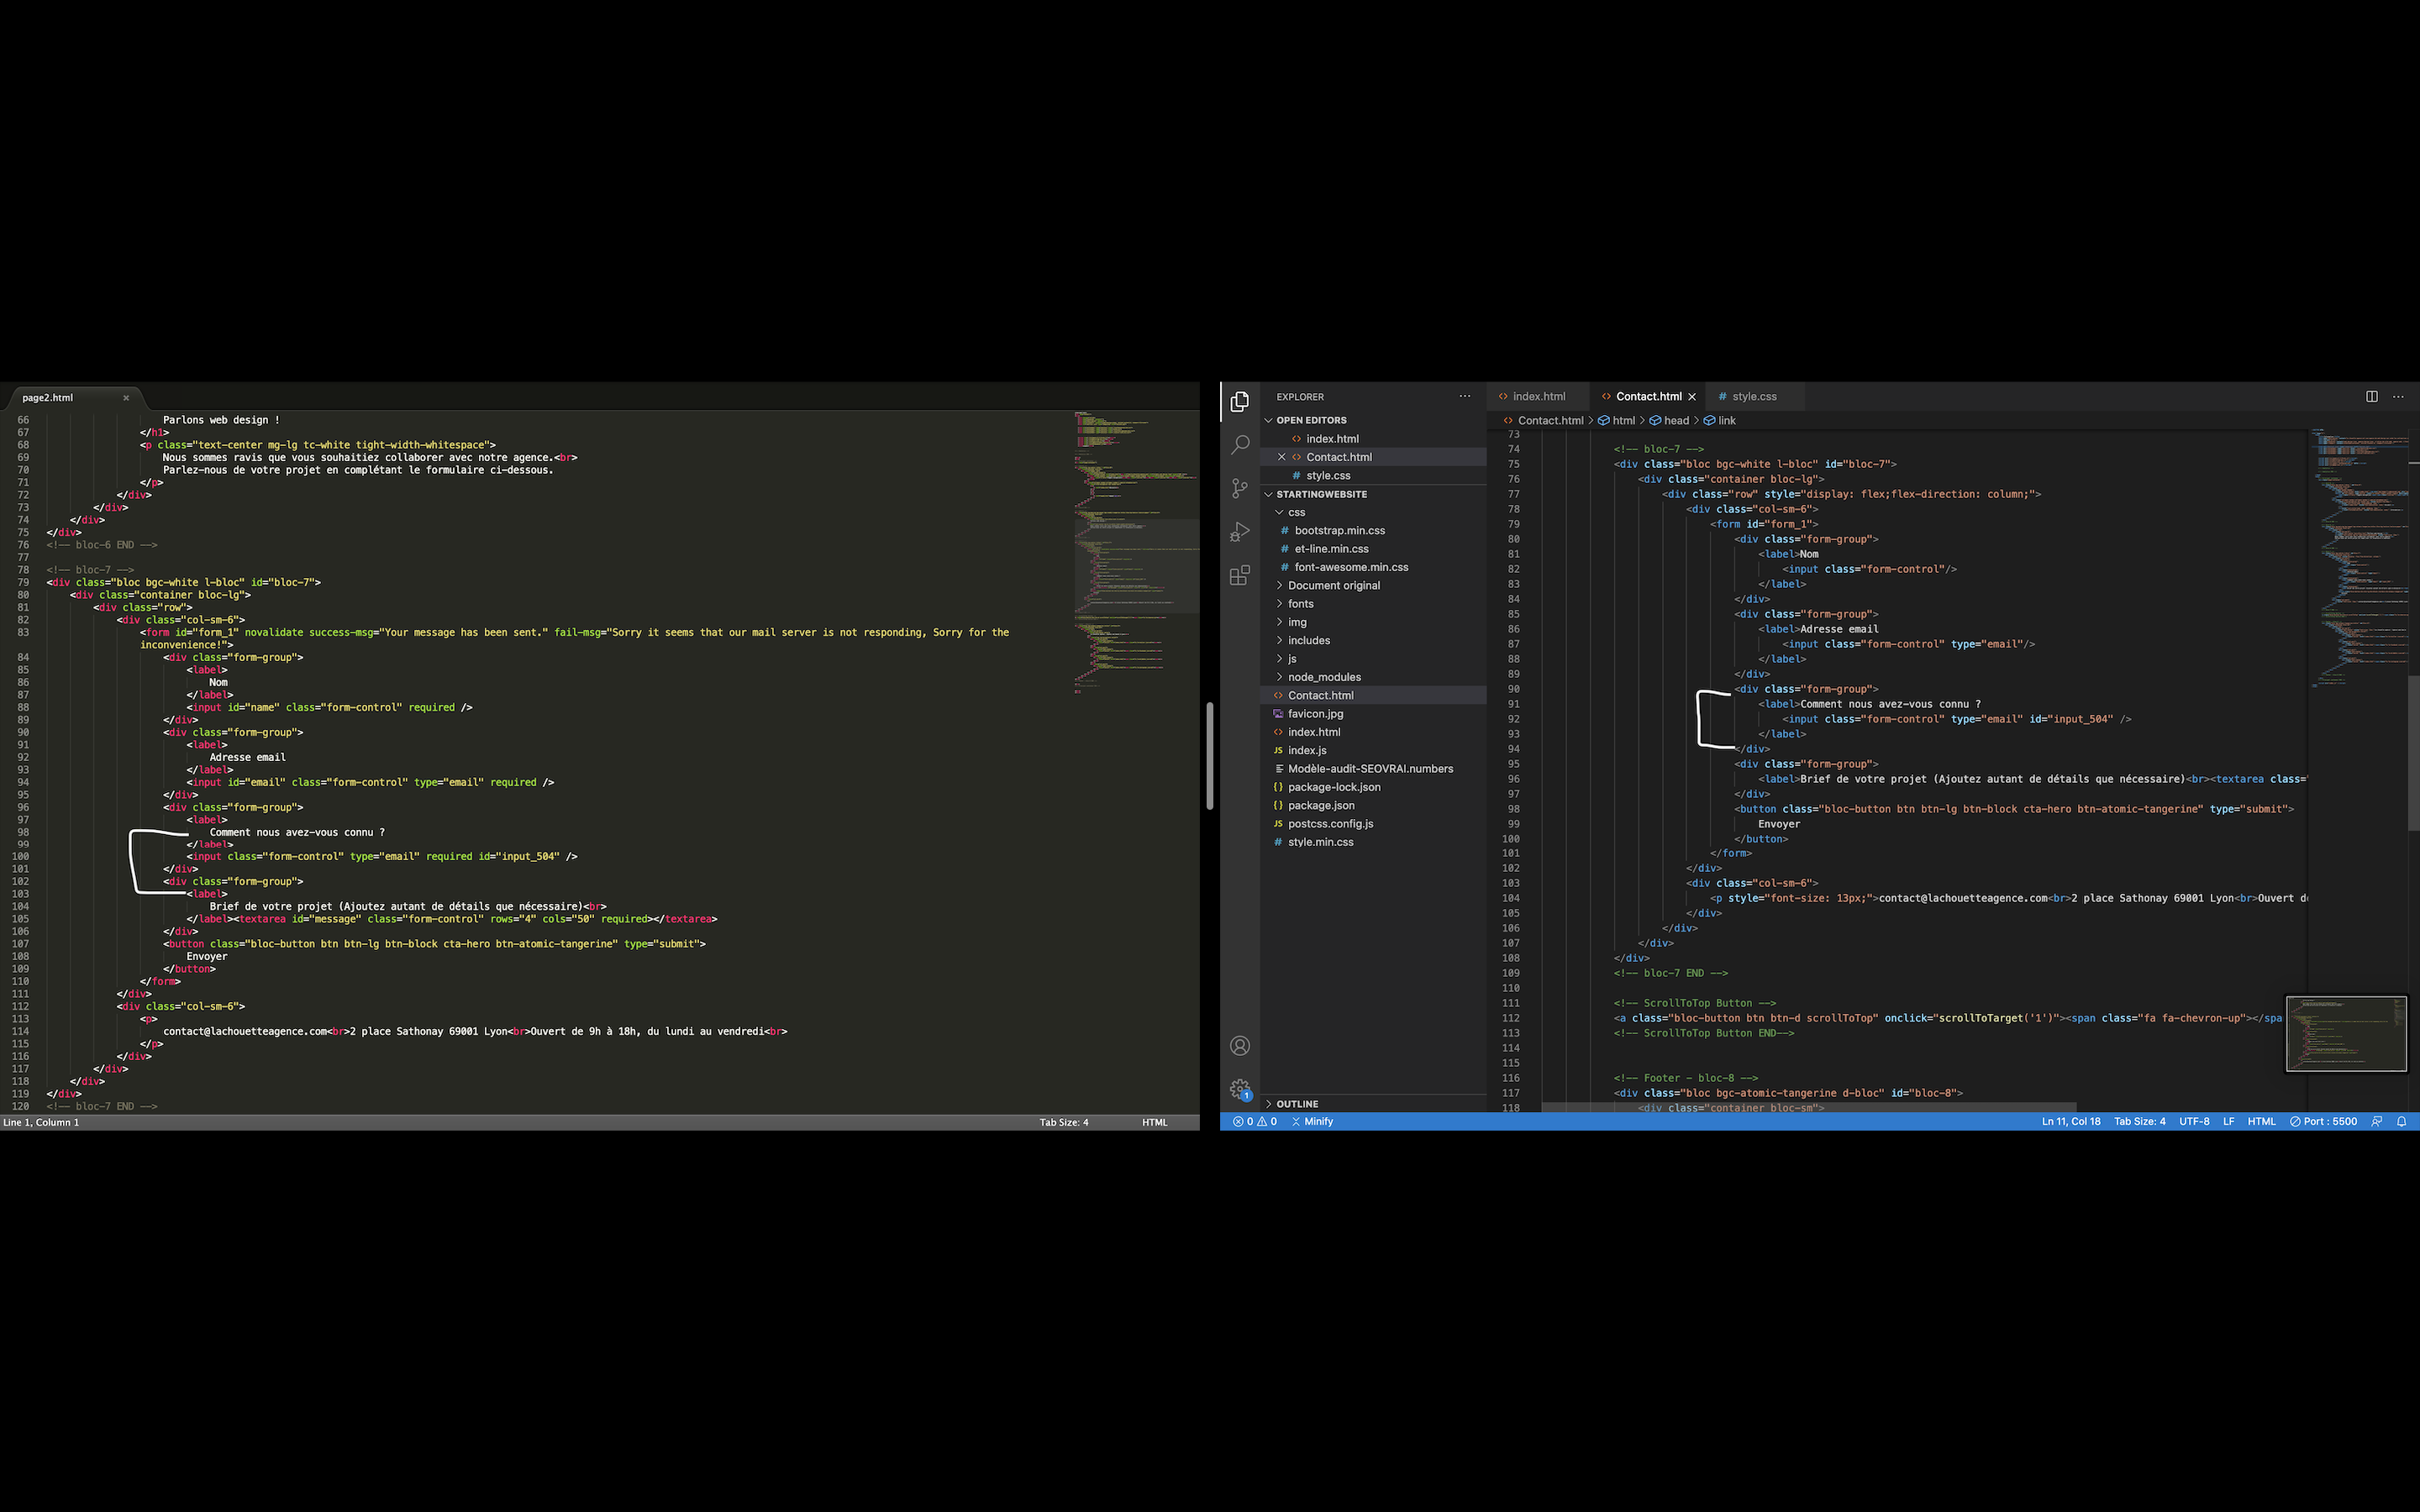 page2.html ×
66 Parlons web design !
67 </h1>
68 <p class="text-center mg-lg tc-white tight-width-whitespace">
69 Nous sommes ravis que vous souhaitiez collaborer avec notre agence.<br>
70 Parlez-nous de votre projet en complétant le formulaire ci-dessous.
71 </p>
72 </div>
73 </div>
74 </div>
75 </div>
76 <!-- bloc-6 END -->
77
78 <!-- bloc-7 -->
79 <div class="bloc bgc-white l-bloc" id="bloc-7">
80 <div class="container bloc-lg">
81 <div class="row">
82 <div class="col-sm-6">
83 <form id="form_1" novalidate success-msg="Your message has been sent." fail-msg="Sorry it seems that our mail server is not responding, Sorry for the
inconvenience!">
84 <div class="form-group">
85 <label>
86 Nom
87 </label>
88 <input id="name" class="form-control" required />
89 </div>
90 <div class="form-group">
91 <label>
92 Adresse email
93 </label>
94 <input id="email" class="form-control" type="email" required />
95 </div>
96 <div class="form-group">
97 <label>
98 Comment nous avez-vous connu ?
99 </label>
100 <input class="form-control" type="email" required id="input_504" />
101 </div>
102 <div class="form-group">
103 <label>
104 Brief de votre projet (Ajoutez autant de détails que nécessaire)<br>
105 </label><textarea id="message" class="form-control" rows="4" cols="50" required></textarea>
106 </div>
107 <button class="bloc-button btn btn-lg btn-block cta-hero btn-atomic-tangerine" type="submit">
108 Envoyer
109 </button>
110 </form>
111 </div>
112 <div class="col-sm-6">
113 <p>
114 contact@lachouetteagence.com<br>2 place Sathonay 69001 Lyon<br>Ouvert de 9h à 18h, du lundi au vendredi<br>
115 </p>
116 </div>
117 </div>
118 </div>
119 </div>
120 <!-- bloc-7 END -->
Line 1, Column 1 Tab Size: 4 HTML
EXPLORER ···
OPEN EDITORS
index.html
Contact.html
style.css
STARTINGWEBSITE
css
bootstrap.min.css
et-line.min.css
font-awesome.min.css
Document original
fonts
img
includes
js
node_modules
Contact.html
favicon.jpg
index.html
index.js
Modèle-audit-SEOVRAI.numbers
package-lock.json
package.json
postcss.config.js
style.min.css
OUTLINE
index.html Contact.html × style.css
Contact.html > html > head > link
73
74 <!-- bloc-7 -->
75 <div class="bloc bgc-white l-bloc" id="bloc-7">
76 <div class="container bloc-lg">
77 <div class="row" style="display: flex;flex-direction: column;">
78 <div class="col-sm-6">
79 <form id="form_1">
80 <div class="form-group">
81 <label>Nom
82 <input class="form-control"/>
83 </label>
84 </div>
85 <div class="form-group">
86 <label>Adresse email
87 <input class="form-control" type="email"/>
88 </label>
89 </div>
90 <div class="form-group">
91 <label>Comment nous avez-vous connu ?
92 <input class="form-control" type="email" id="input_504" />
93 </label>
94 </div>
95 <div class="form-group">
96 <label>Brief de votre projet (Ajoutez autant de détails que nécessaire)<br><textarea class="
97 </div>
98 <button class="bloc-button btn btn-lg btn-block cta-hero btn-atomic-tangerine" type="submit">
99 Envoyer
100 </button>
101 </form>
102 </div>
103 <div class="col-sm-6">
104 <p style="font-size: 13px;">contact@lachouetteagence.com<br>2 place Sathonay 69001 Lyon<br>Ouvert d
105 </div>
106 </div>
107 </div>
108 </div>
109 <!-- bloc-7 END -->
110
111 <!-- ScrollToTop Button -->
112 <a class="bloc-button btn btn-d scrollToTop" onclick="scrollToTarget('1')"><span class="fa fa-chevron-up"></spa
113 <!-- ScrollToTop Button END-->
114
115
116 <!-- Footer - bloc-8 -->
117 <div class="bloc bgc-atomic-tangerine d-bloc" id="bloc-8">
118 <div class="container bloc-sm">
1
0 0 Minify Ln 11, Col 18 Tab Size: 4 UTF-8 LF HTML Port : 5500